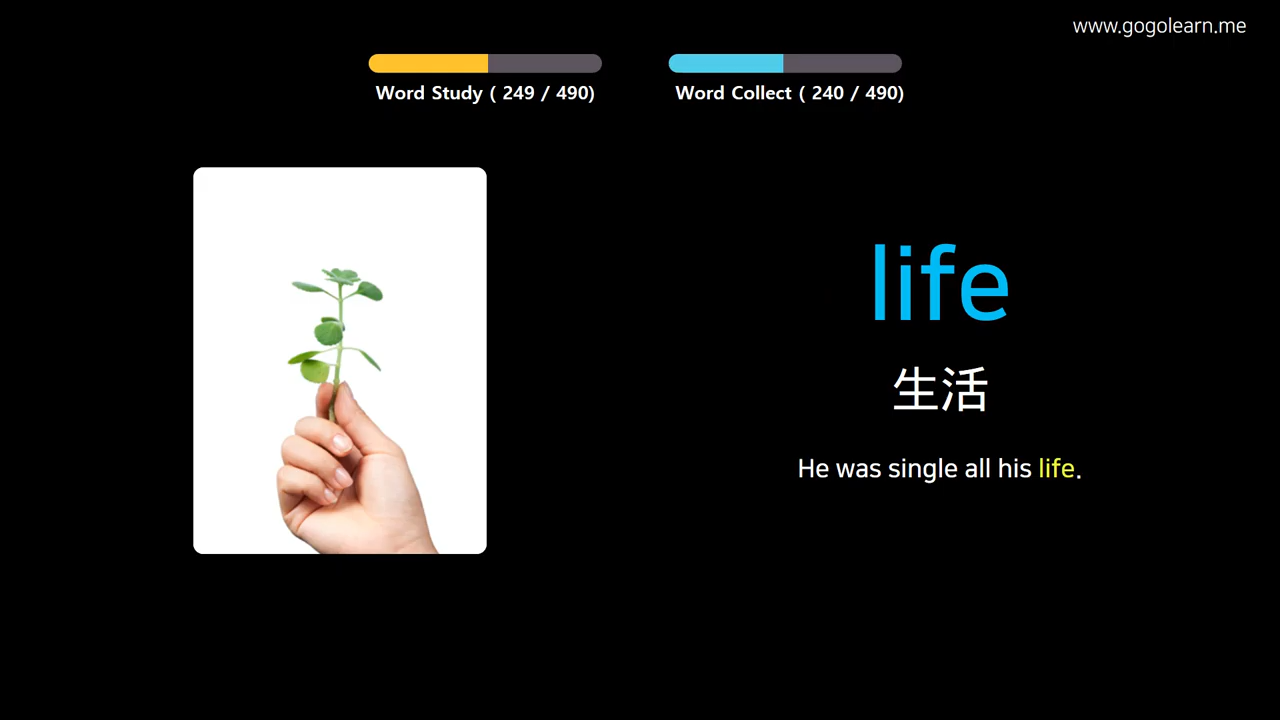 www.gogolearn.me
Word Study ( 249 / 490)
Word Collect ( 240 / 490)
life
生活
He was single all his life.